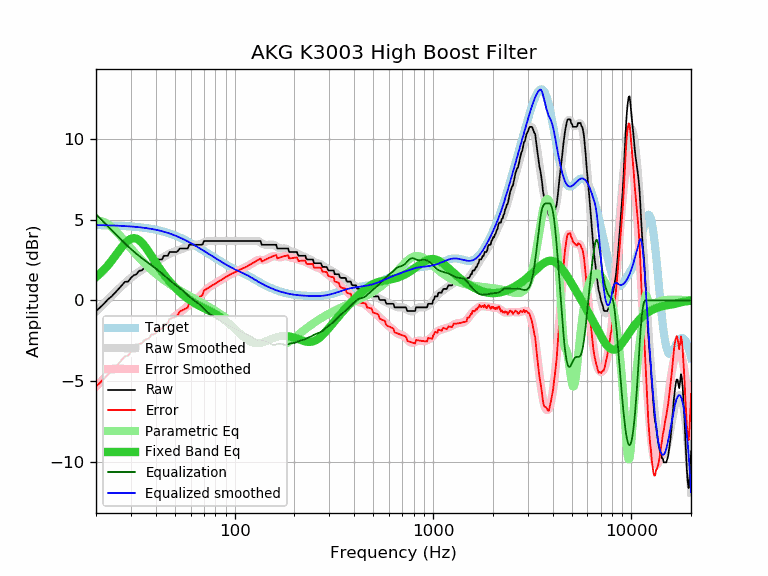 AKG K3003 High Boost Filter
Amplitude (dBr)
10
5
0
−5
−10
Target
Raw Smoothed
Error Smoothed
Raw
Error
Parametric Eq
Fixed Band Eq
Equalization
Equalized smoothed
100
1000
10000
Frequency (Hz)